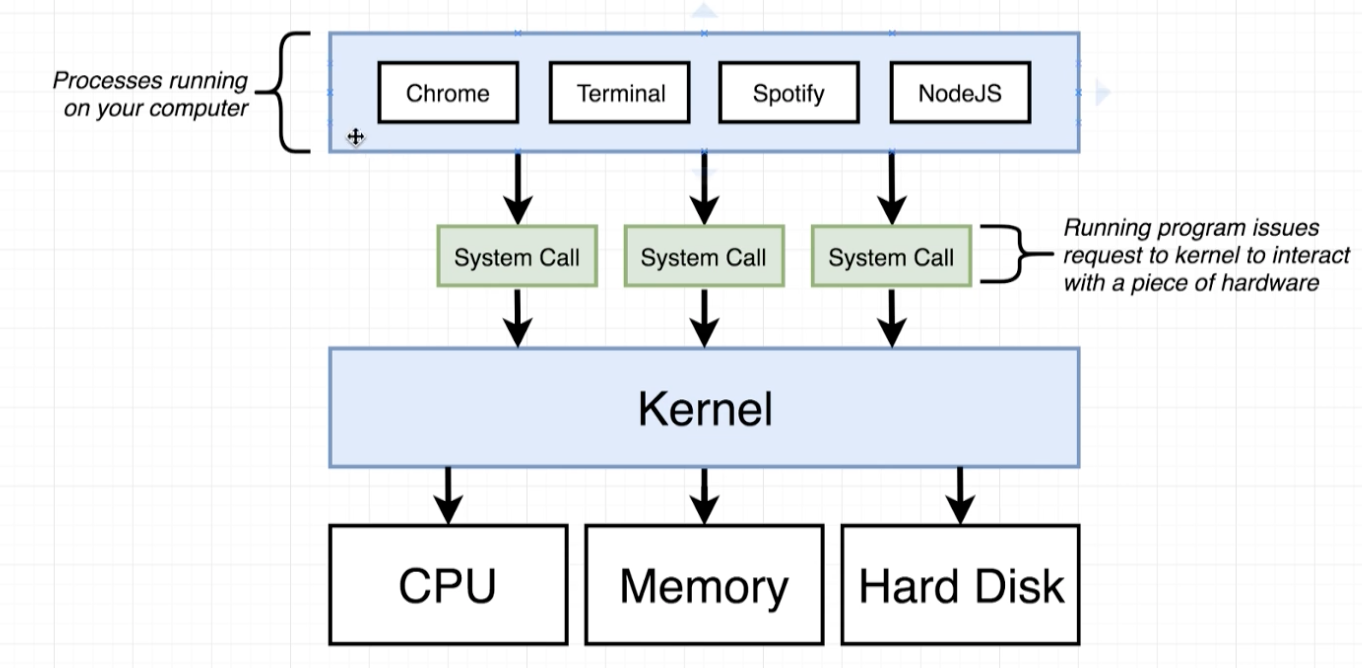 Processes running
on your computer
Chrome
Terminal
Spotify
NodeJS
System Call
System Call
System Call
Running program issues
request to kernel to interact
with a piece of hardware
Kernel
CPU
Memory
Hard Disk